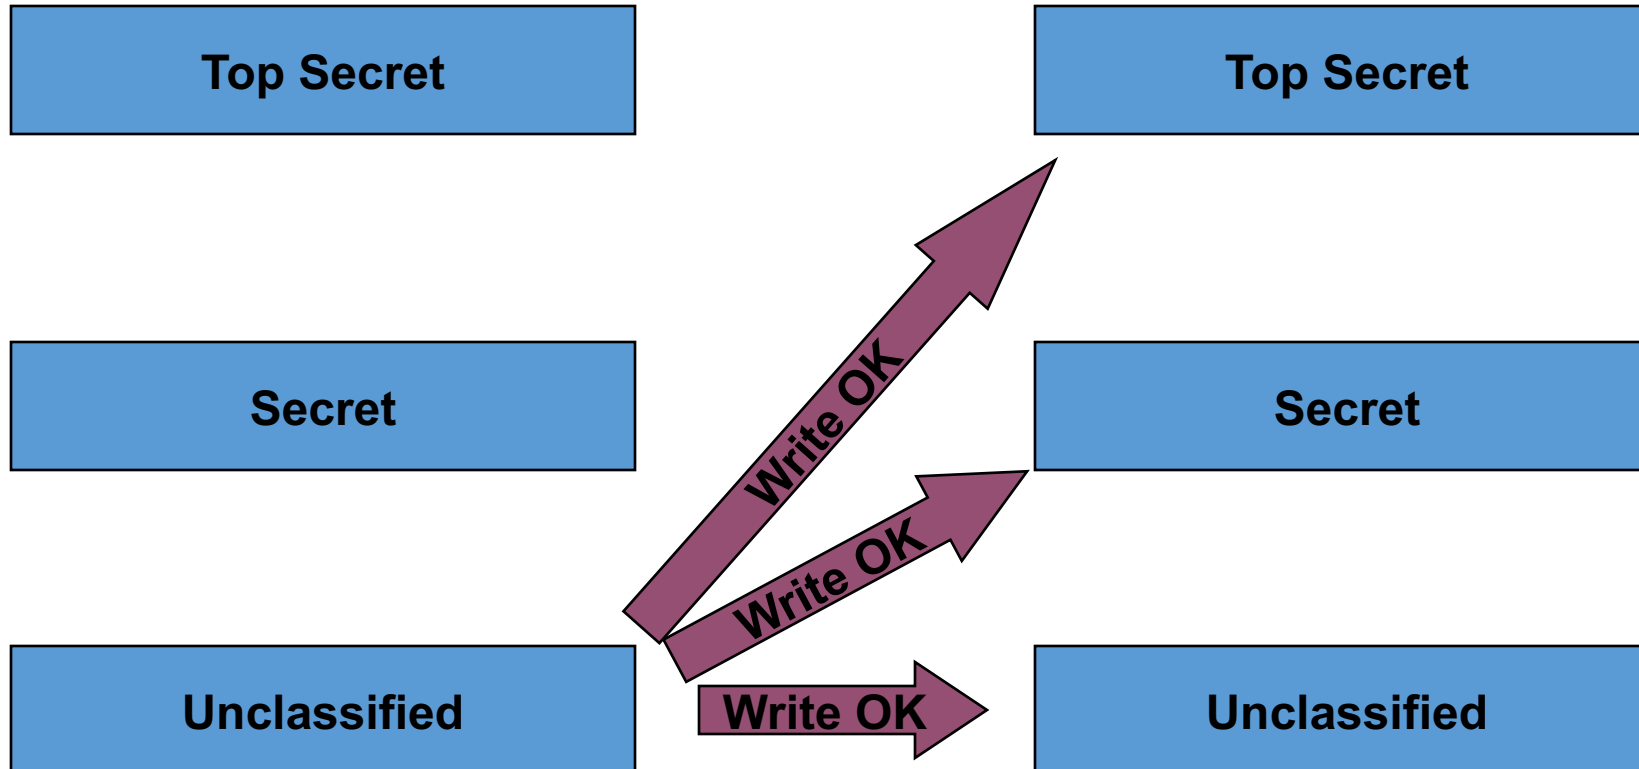 Top Secret
Top Secret
Write OK
Secret
Secret
Write OK
Unclassified
Write OK
Unclassified